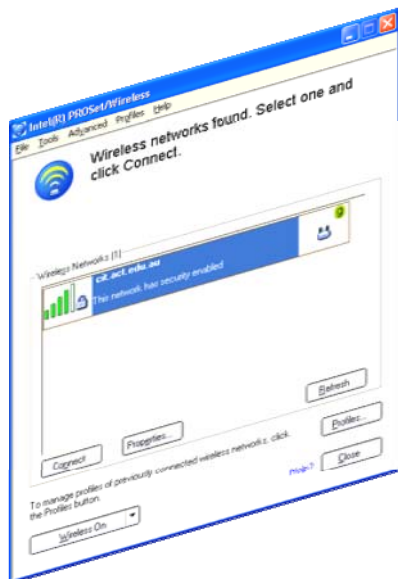 Intel(R) PROSet/Wireless
File Tools Advanced Profiles Help
Wireless networks found. Select one and
click Connect.
Wireless Networks (1)
cit.act.edu.au
This network has security enabled
Refresh
Connect
Properties...
To manage profiles of previously connected wireless networks, click
the Profiles button.
Profiles...
Wireless On
Help?
Close